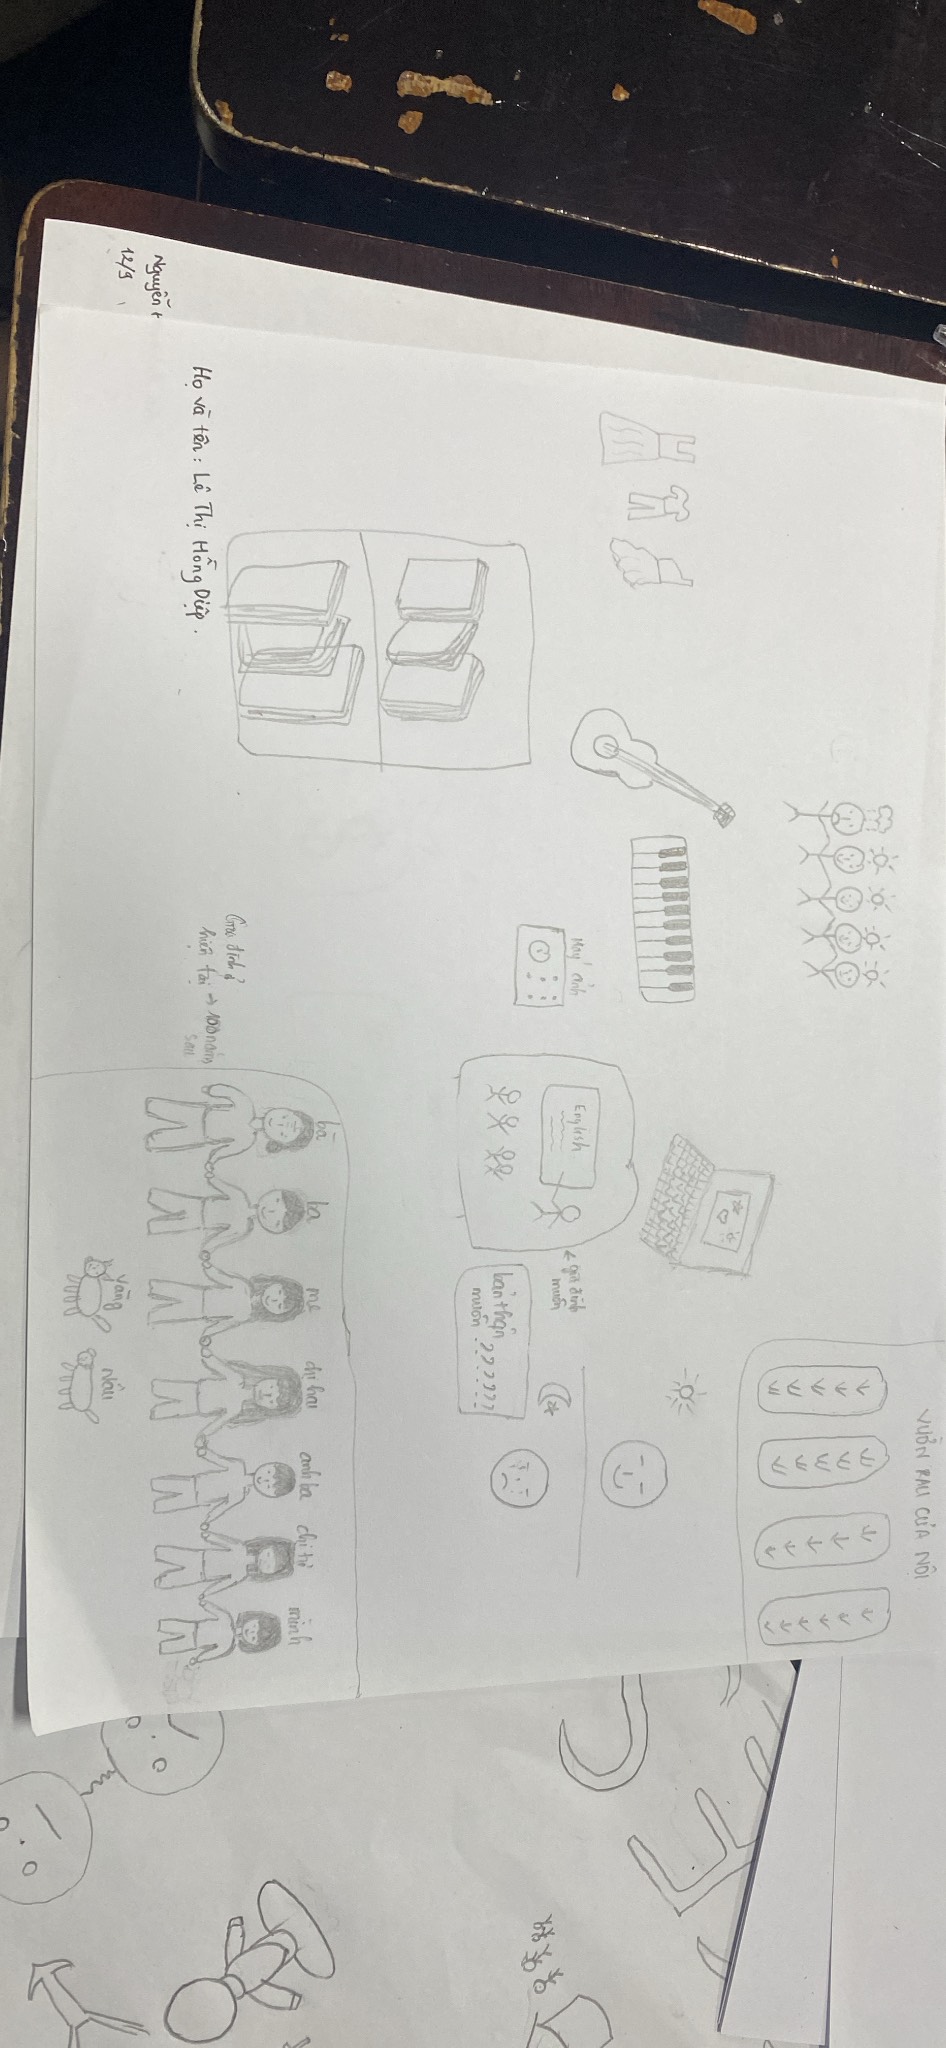 Nguyễn
12/9
Họ và tên: Lê Thị Hồng Diệp.
VƯỜN RAU CỦA NỘI
Máy ảnh
English
← gia đình
muốn
bản thân
muốn ???????
Gia đình ở
hiện tại → 100 năm
sau
bà
ba
mẹ
chị hai
anh ba
chị tư
mình
vàng
Nâu